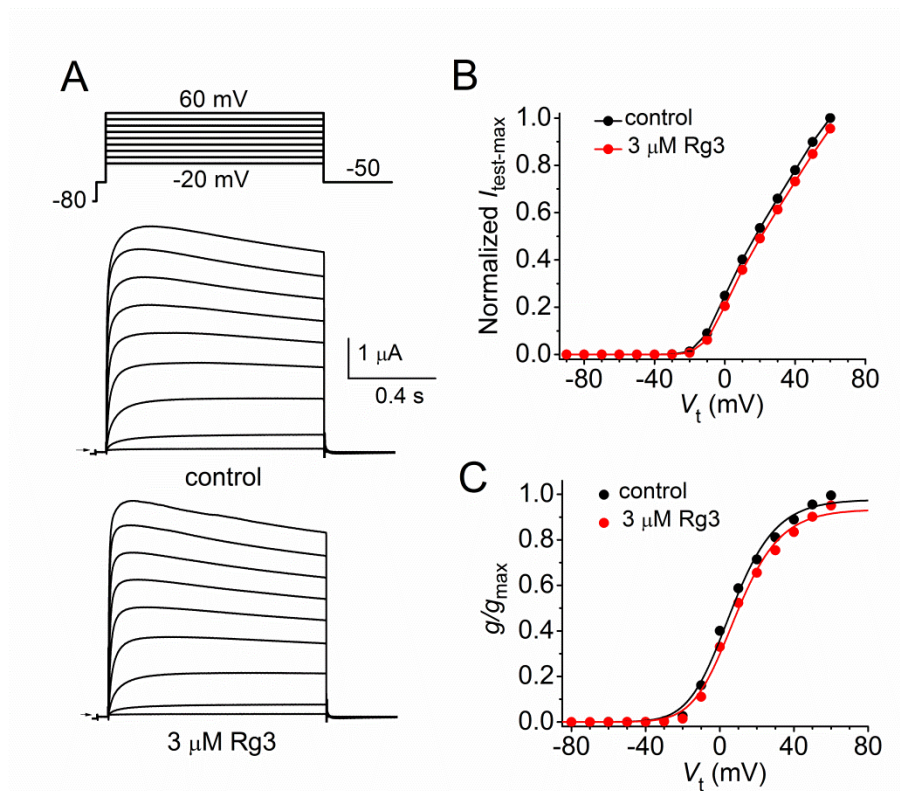 A
60 mV
-20 mV
-50
-80
1 μA
0.4 s
control
3 μM Rg3
B
Normalized Itest-max
control
3 μM Rg3
1.0
0.8
0.6
0.4
0.2
0.0
-80 -40 0 40 80
Vt (mV)
C
g/gmax
control
3 μM Rg3
1.0
0.8
0.6
0.4
0.2
0.0
-80 -40 0 40 80
Vt (mV)